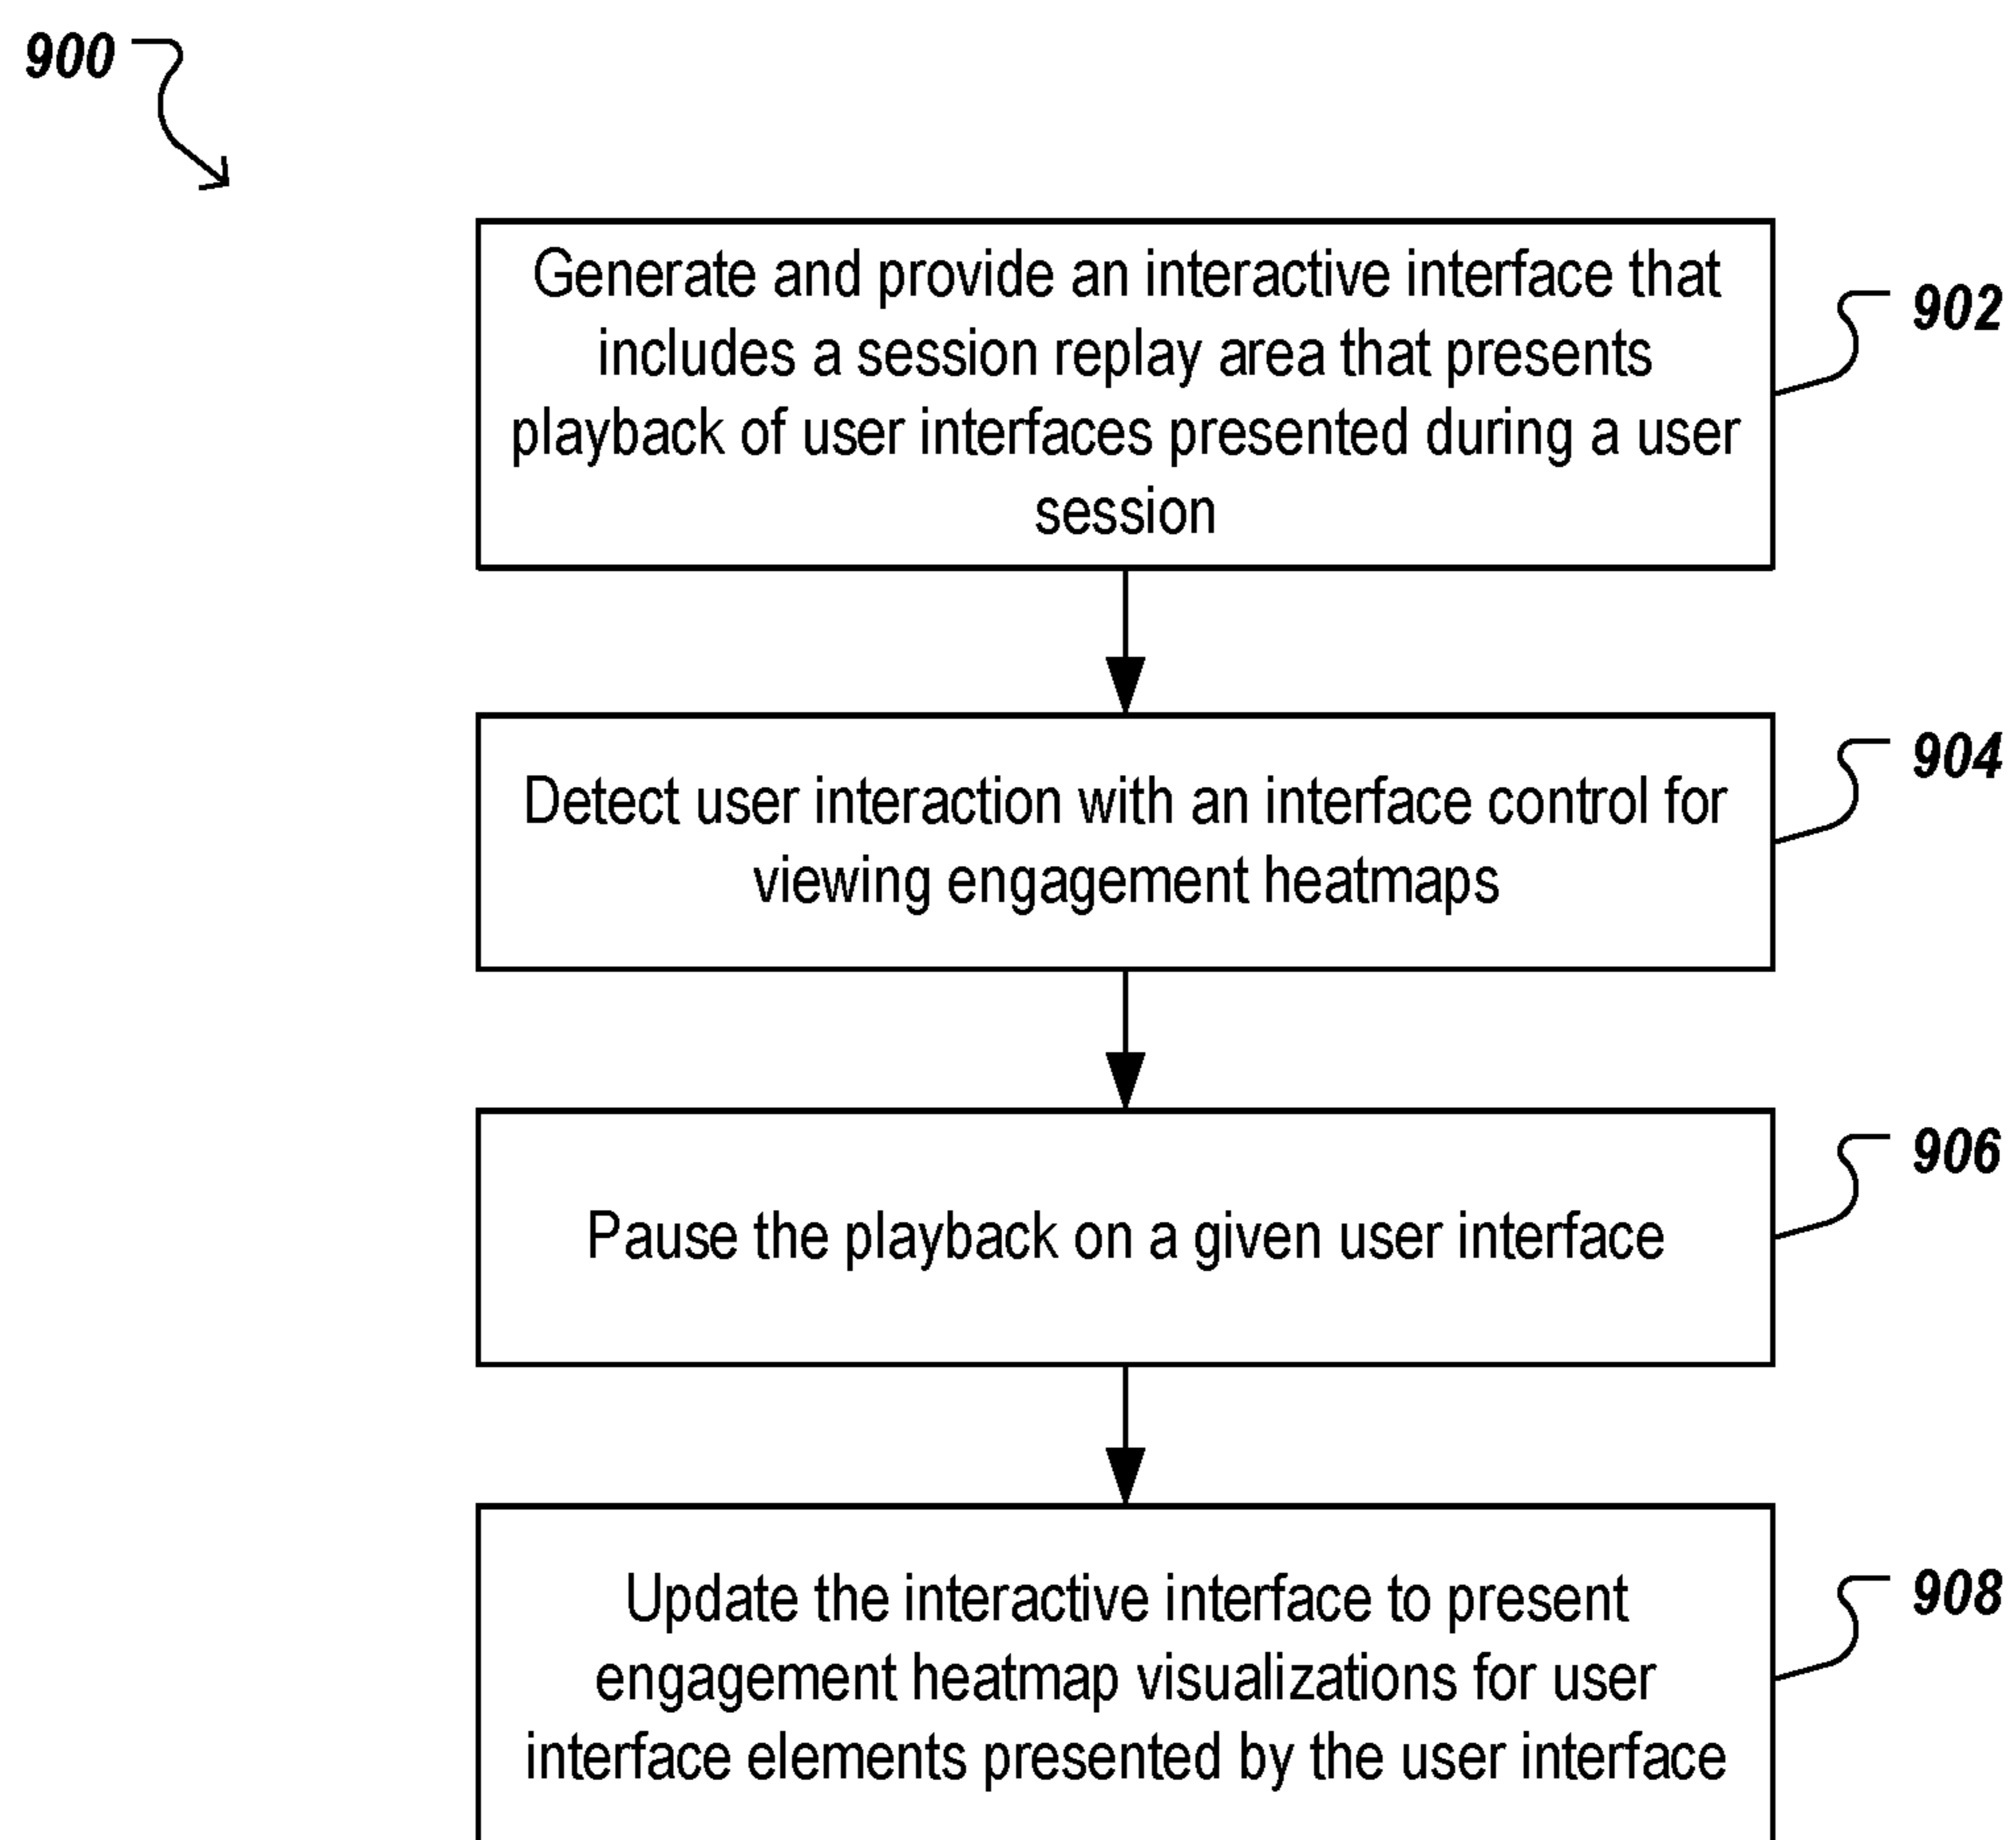 900
Generate and provide an interactive interface that
includes a session replay area that presents
playback of user interfaces presented during a user
session
902
Detect user interaction with an interface control for
viewing engagement heatmaps
904
Pause the playback on a given user interface
906
Update the interactive interface to present
engagement heatmap visualizations for user
interface elements presented by the user interface
908